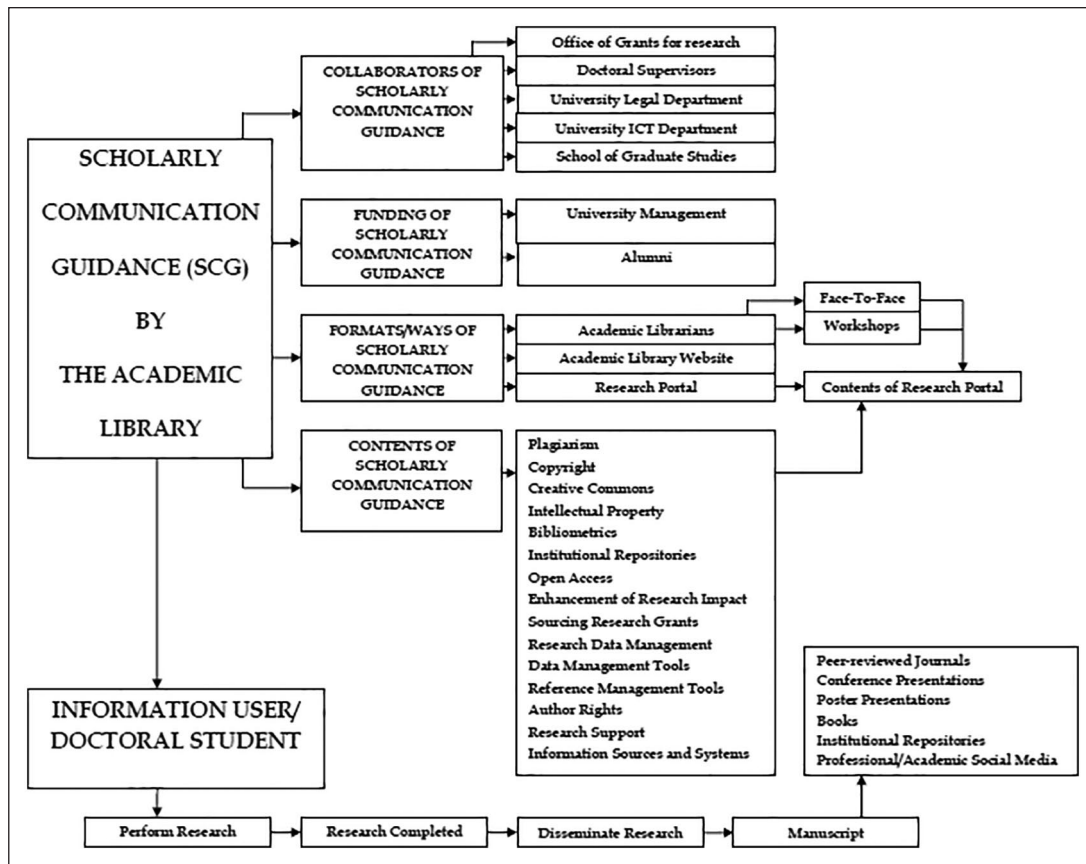 SCHOLARLY
COMMUNICATION
GUIDANCE (SCG)
BY
THE ACADEMIC
LIBRARY
COLLABORATORS OF
SCHOLARLY
COMMUNICATION
GUIDANCE
Office of Grants for research
Doctoral Supervisors
University Legal Department
University ICT Department
School of Graduate Studies
FUNDING OF
SCHOLARLY
COMMUNICATION
GUIDANCE
University Management
Alumni
FORMATS/WAYS OF
SCHOLARLY
COMMUNICATION
GUIDANCE
Academic Librarians
Academic Library Website
Research Portal
Face-To-Face
Workshops
Contents of Research Portal
CONTENTS OF
SCHOLARLY
COMMUNICATION
GUIDANCE
Plagiarism
Copyright
Creative Commons
Intellectual Property
Bibliometrics
Institutional Repositories
Open Access
Enhancement of Research Impact
Sourcing Research Grants
Research Data Management
Data Management Tools
Reference Management Tools
Author Rights
Research Support
Information Sources and Systems
INFORMATION USER/
DOCTORAL STUDENT
Perform Research
Research Completed
Disseminate Research
Manuscript
Peer-reviewed Journals
Conference Presentations
Poster Presentations
Books
Institutional Repositories
Professional/Academic Social Media